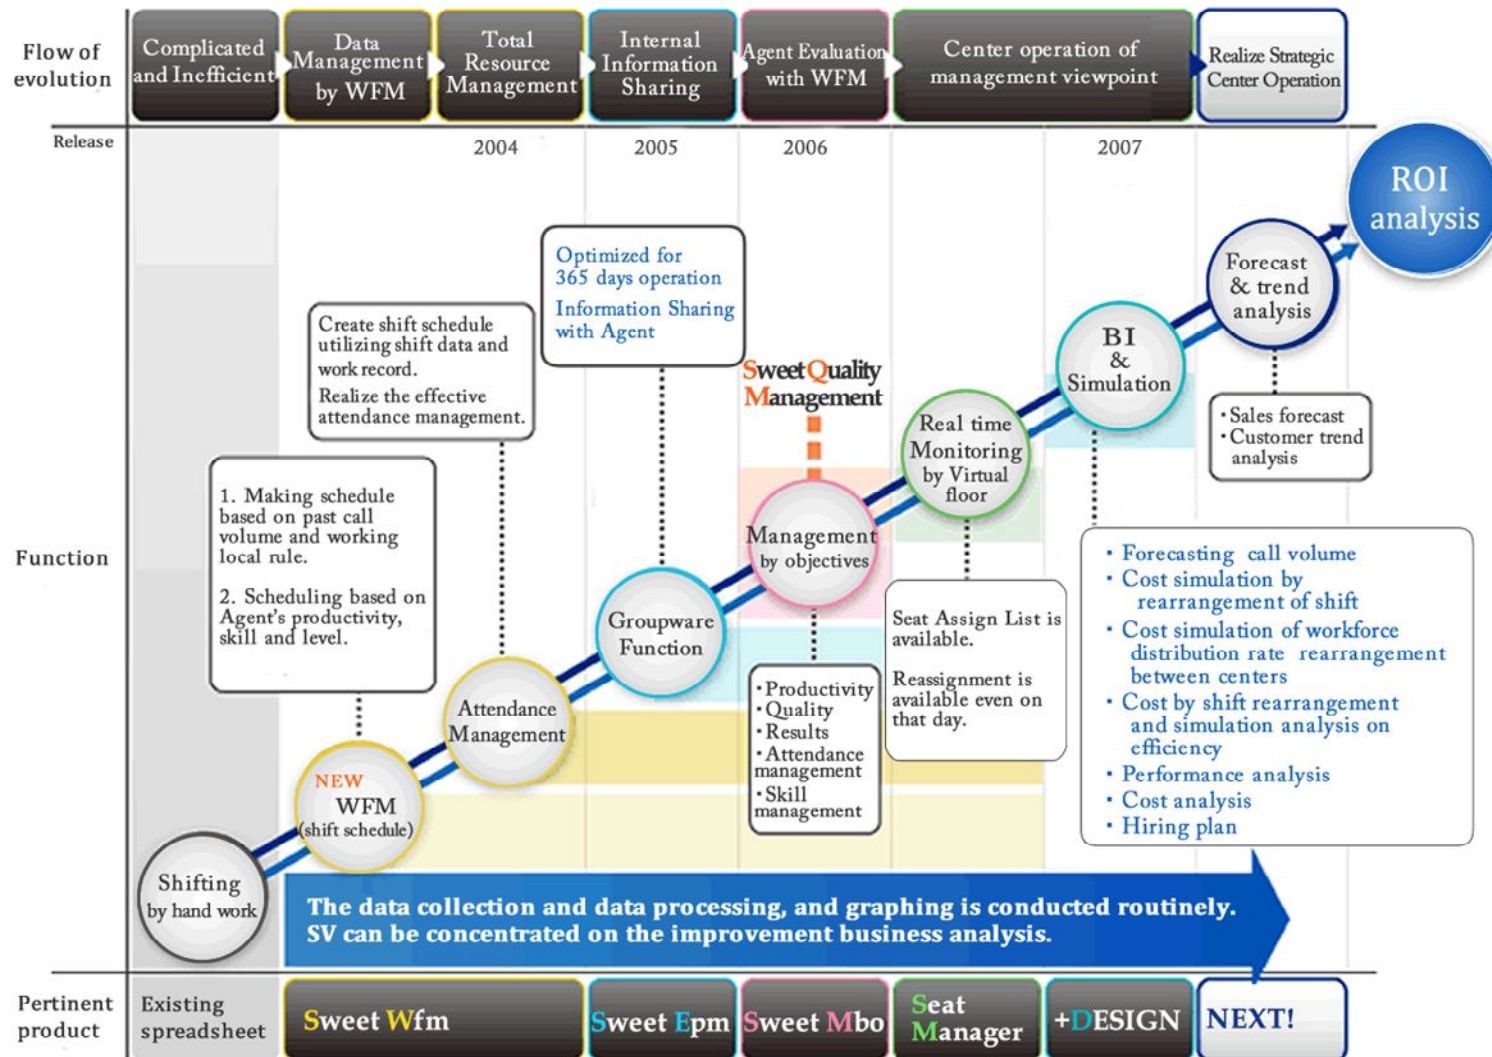 Flow of
evolution
Complicated
and Inefficient
Data
Management
by WFM
Total
Resource
Management
Internal
Information
Sharing
Agent Evaluation
with WFM
Center operation of
management viewpoint
Realize Strategic
Center Operation
Release
2004
2005
2006
2007
ROI
analysis
Forecast
& trend
analysis
Optimized for
365 days operation
Information Sharing
with Agent
Create shift schedule
utilizing shift data and
work record.
Realize the effective
attendance management.
BI
&
Simulation
Sweet Quality
Management
Real time
Monitoring
by Virtual
floor
・Sales forecast
・Customer trend
analysis
1. Making schedule
based on past call
volume and working
local rule.
2. Scheduling based on
Agent's productivity,
skill and level.
Function
Management
by objectives
・Forecasting call volume
・Cost simulation by
rearrangement of shift
・Cost simulation of workforce
distribution rate rearrangement
between centers
・Cost by shift rearrangement
and simulation analysis on
efficiency
・Performance analysis
・Cost analysis
・Hiring plan
Groupware
Function
Seat Assign List is
available.
Reassignment is
available even on
that day.
・Productivity
・Quality
・Results
・Attendance
management
・Skill
management
Attendance
Management
NEW
WFM
(shift schedule)
Shifting
by hand work
The data collection and data processing, and graphing is conducted routinely.
SV can be concentrated on the improvement business analysis.
Pertinent
product
Existing
spreadsheet
Sweet Wfm
Sweet Epm
Sweet Mbo
Seat
Manager
+DESIGN
NEXT!